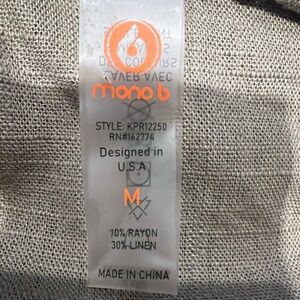 mono b
STYLE: KPR12250
RN#162774
Designed in
U.S.A
M
70%RAYON
30%LINEN
MADE IN CHINA